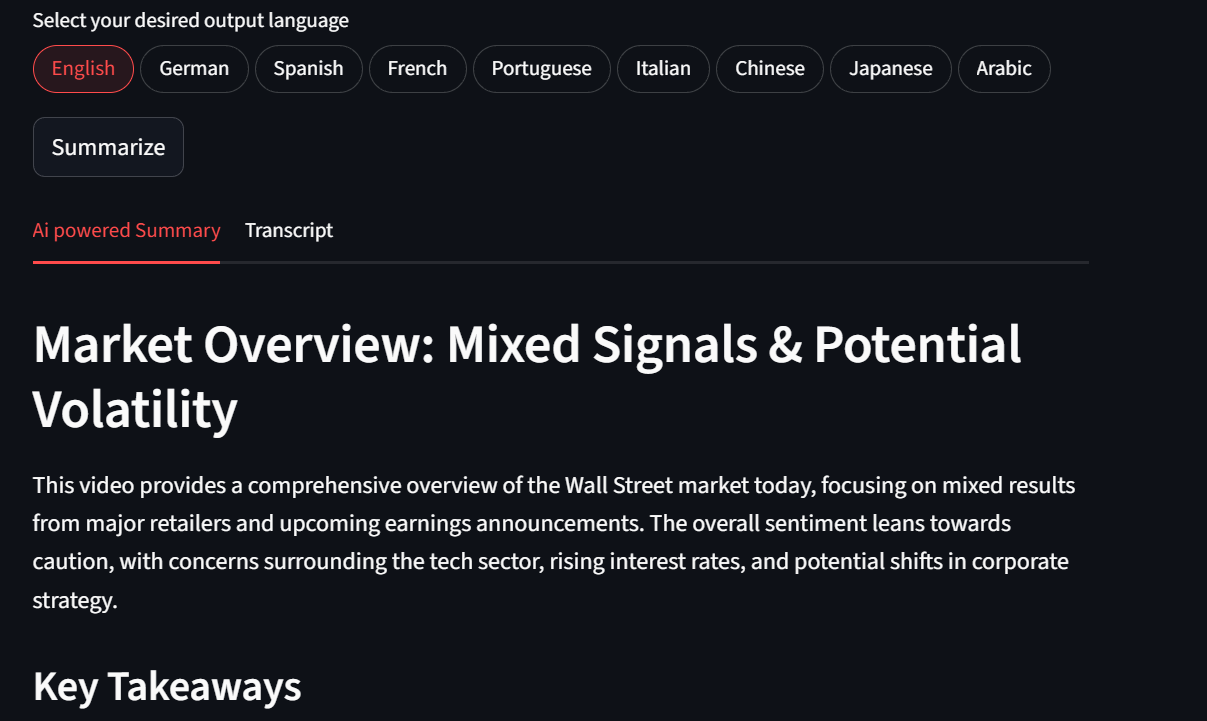 Select your desired output language
English German Spanish French Portuguese Italian Chinese Japanese Arabic
Summarize
Ai powered Summary Transcript
Market Overview: Mixed Signals & Potential
Volatility
This video provides a comprehensive overview of the Wall Street market today, focusing on mixed results
from major retailers and upcoming earnings announcements. The overall sentiment leans towards
caution, with concerns surrounding the tech sector, rising interest rates, and potential shifts in corporate
strategy.
Key Takeaways